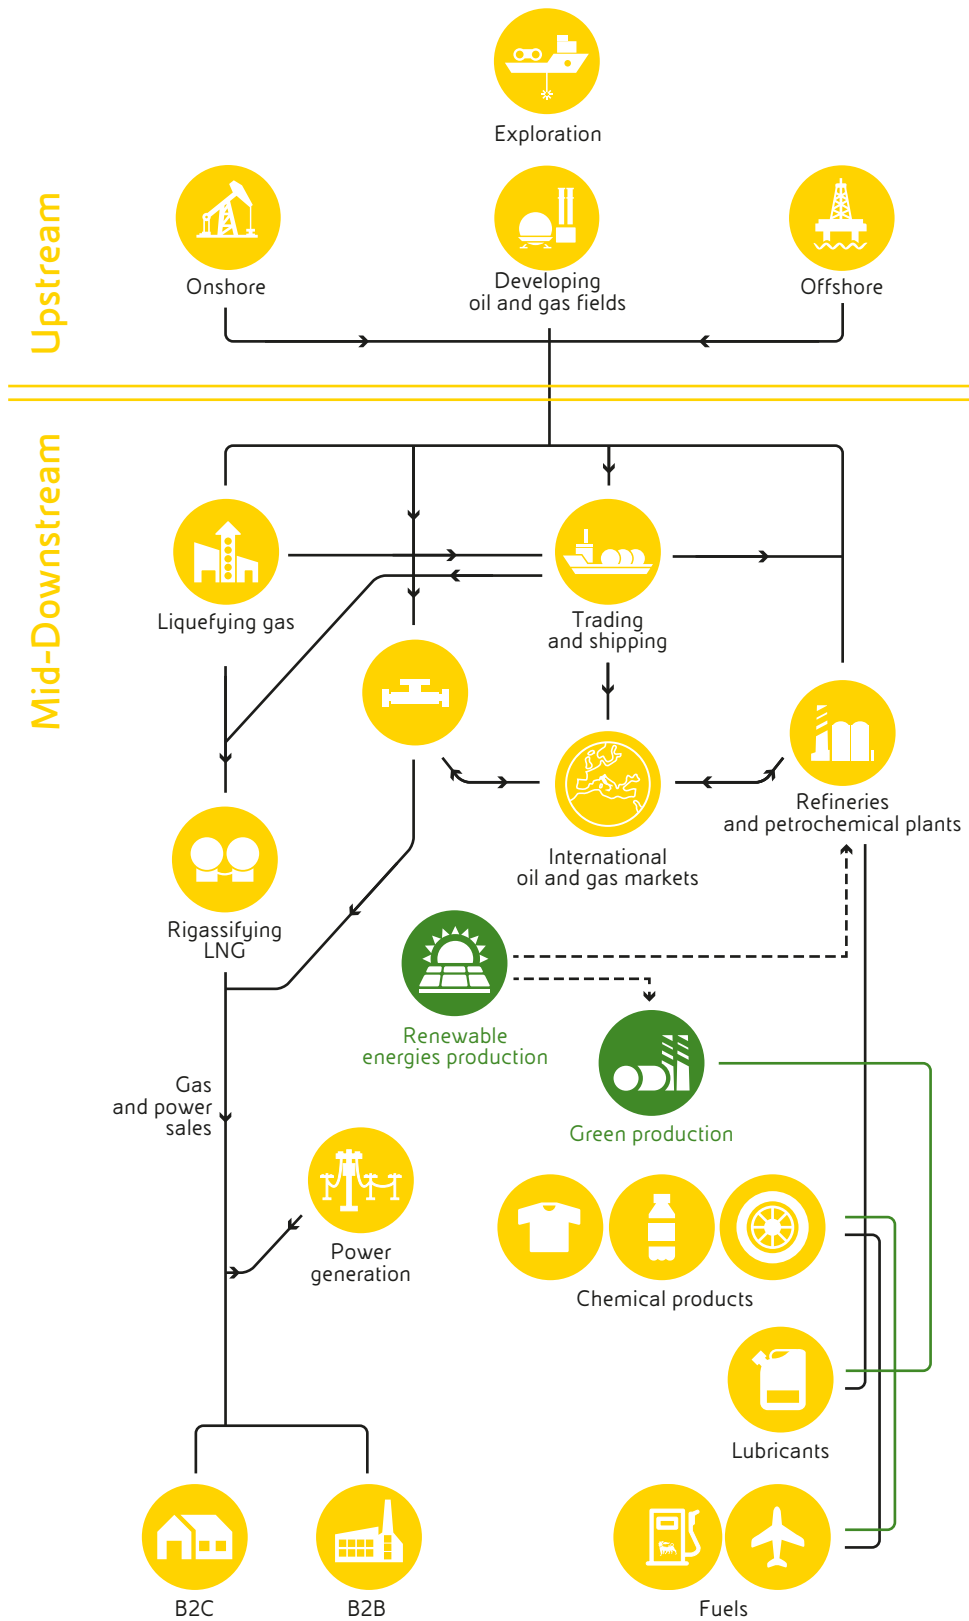 Exploration
Upstream
Onshore
Developing
oil and gas fields
Offshore
Mid-Downstream
Liquefying gas
Trading
and shipping
Refineries
and petrochemical plants
International
oil and gas markets
Rigassifying
LNG
Renewable
energies production
Gas
and power
sales
Green production
Power
generation
Chemical products
Lubricants
B2C
B2B
Fuels